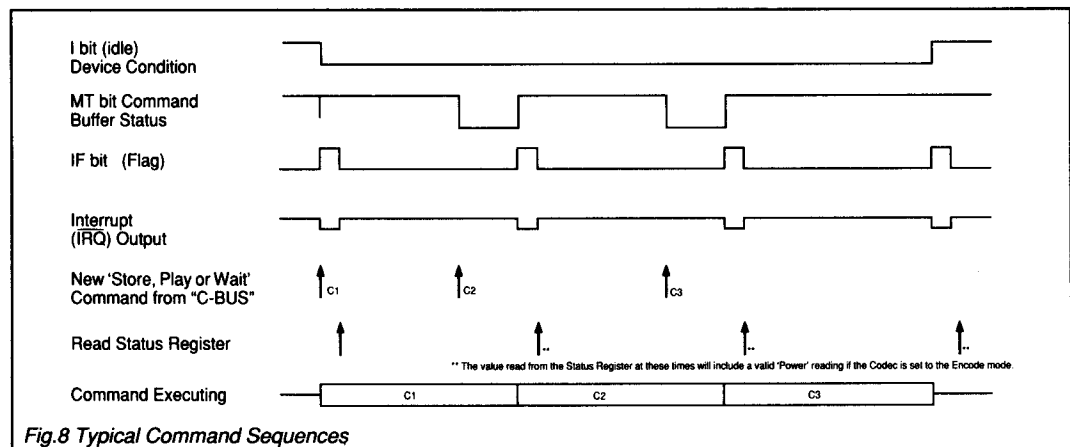 I bit (idle)
Device Condition
MT bit Command
Buffer Status
IF bit (Flag)
Interrupt
(IRQ) Output
New 'Store, Play or Wait'
Command from "C-BUS"
C1
C2
C3
Read Status Register
**
**
**
** The value read from the Status Register at these times will include a valid 'Power' reading if the Codec is set to the Encode mode.
Command Executing
C1
C2
C3
Fig.8 Typical Command Sequences